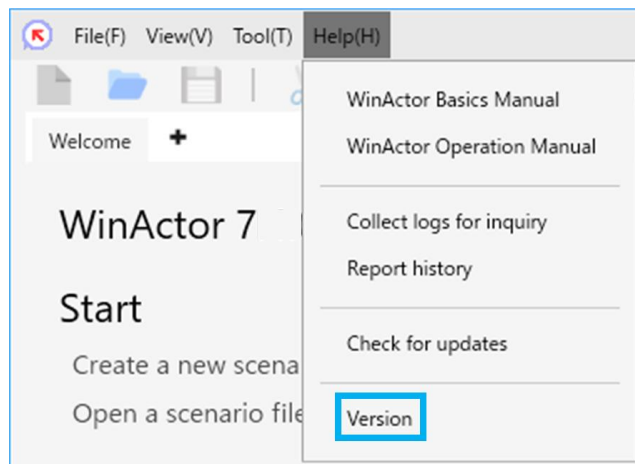 File(F) View(V) Tool(T) Help(H)
WinActor Basics Manual
WinActor Operation Manual
Collect logs for inquiry
Report history
Check for updates
Version
Welcome +
WinActor 7
Start
Create a new scena
Open a scenario file